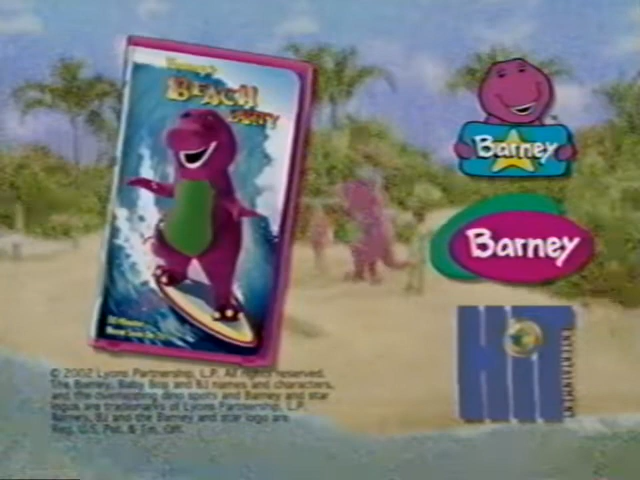 Barney's
BEACH
PARTY
Barney
Barney
HiT
ENTERTAINMENT
© 2002 Lyons Partnership, L.P. All rights reserved.
The Barney, Baby Bop and BJ names and characters,
and the overlapping dino spots and Barney and star
logos are trademarks of Lyons Partnership, L.P.
Barney, BJ and the Barney and star logo are
Reg. U.S. Pat. & Tm. Off.